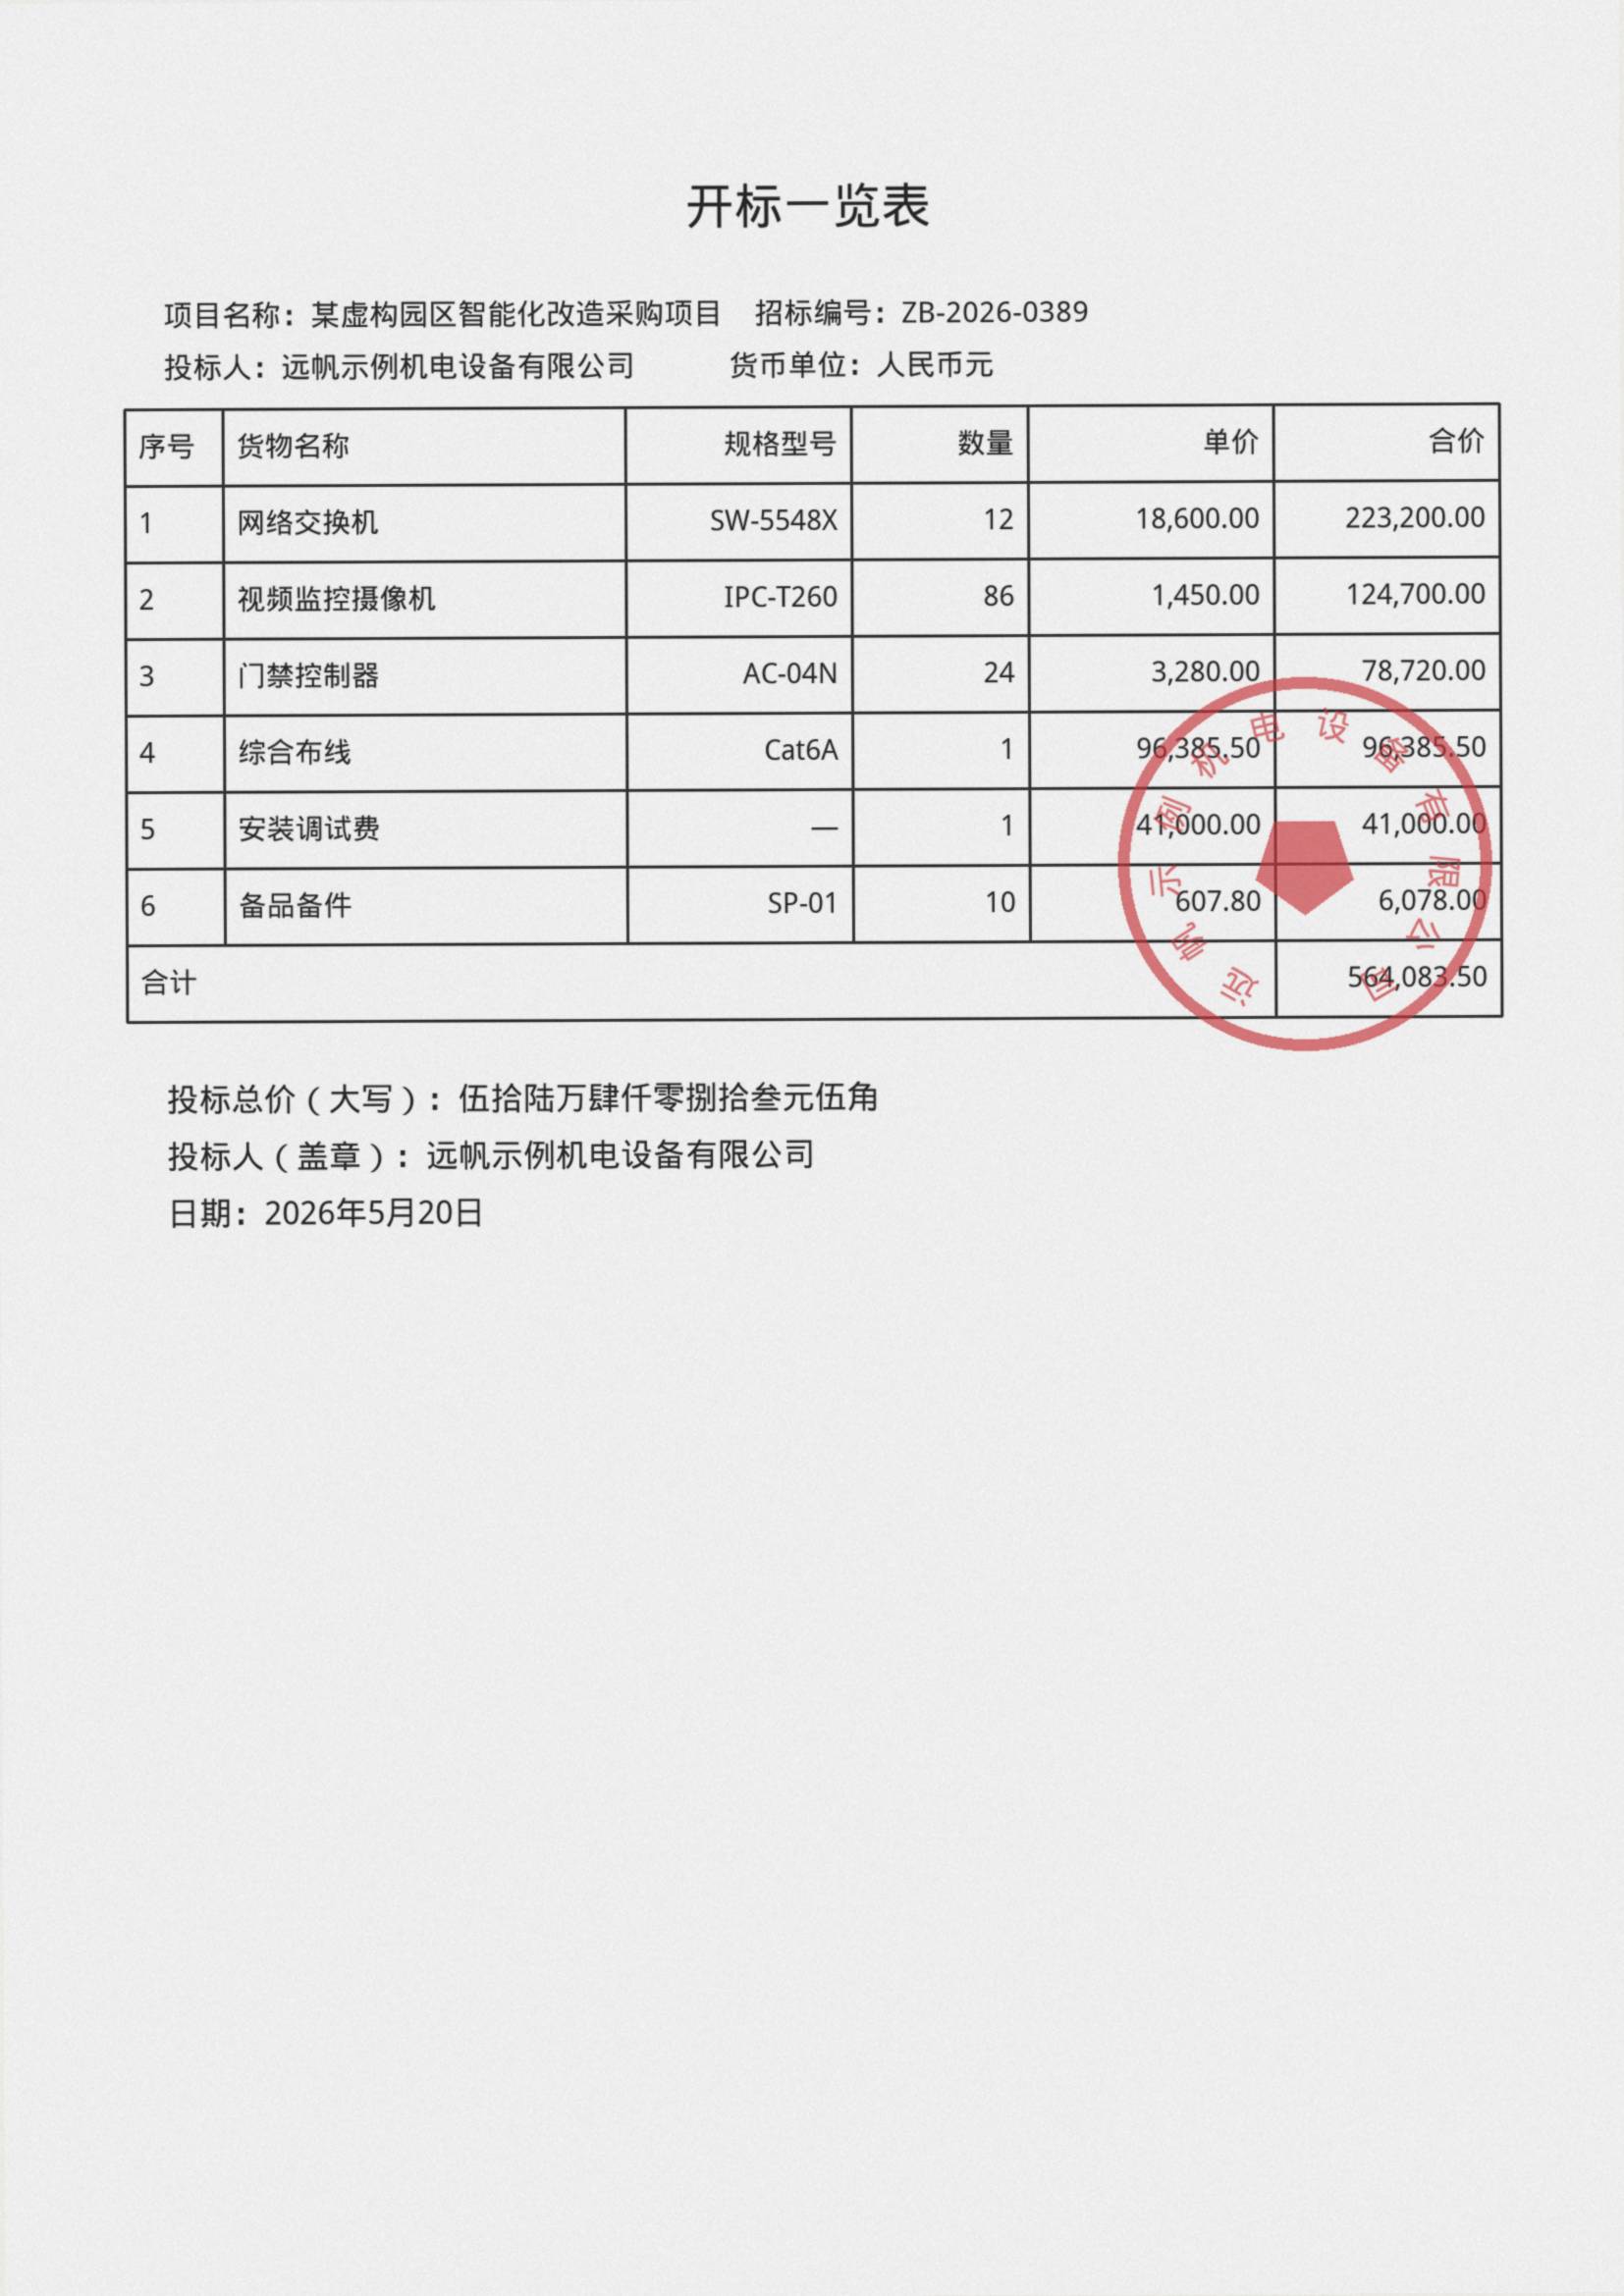 开标一览表
项目名称：某虚构园区智能化改造采购项目 招标编号：ZB-2026-0389
投标人：远帆示例机电设备有限公司 货币单位：人民币元
序号 货物名称 规格型号 数量 单价 合价
1 网络交换机 SW-5548X 12 18,600.00 223,200.00
2 视频监控摄像机 IPC-T260 86 1,450.00 124,700.00
3 门禁控制器 AC-04N 24 3,280.00 78,720.00
4 综合布线 Cat6A 1 96,385.50 96,385.50
5 安装调试费 — 1 41,000.00 41,000.00
6 备品备件 SP-01 10 607.80 6,078.00
合计 564,083.50
远帆示例机电设备有限公司
投标总价（大写）：伍拾陆万肆仟零捌拾叁元伍角
投标人（盖章）：远帆示例机电设备有限公司
日期：2026年5月20日